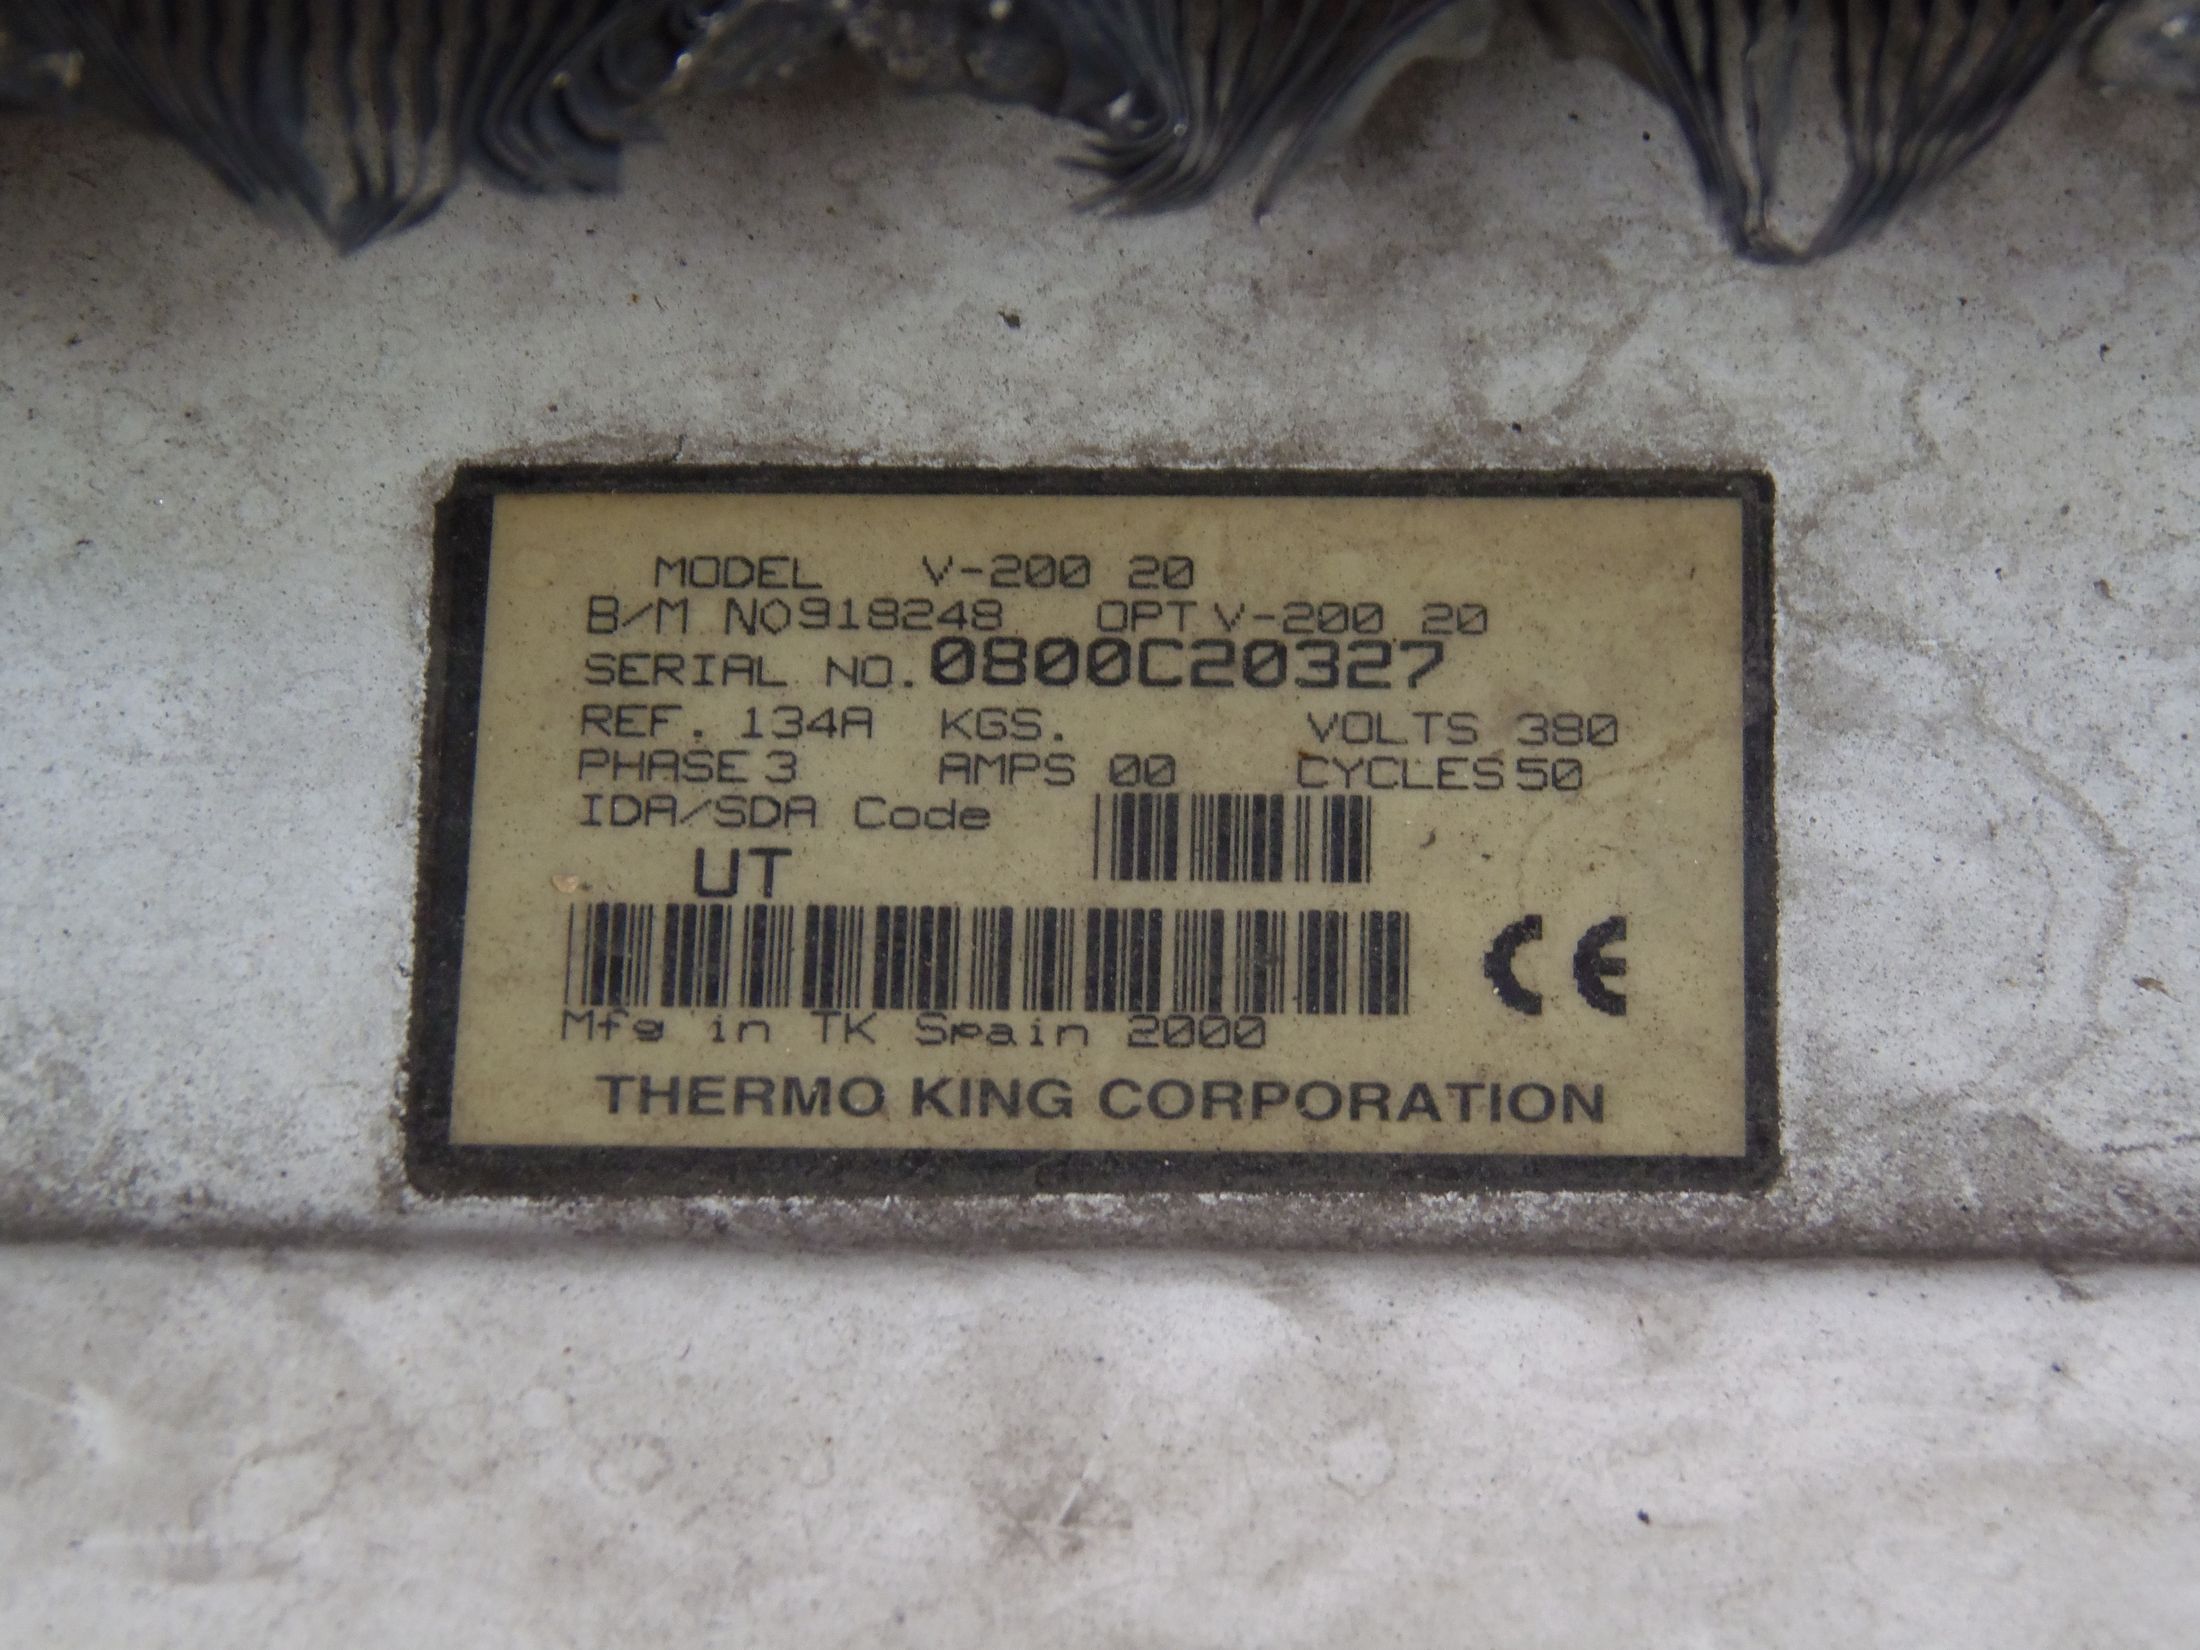 MODEL V-200 20
B/M NO918248 OPT V-200 20
SERIAL NO. 0800C20327
REF. 134A KGS. VOLTS 380
PHASE 3 AMPS 00 CYCLES 50
IDA/SDA Code
UT
CE
Mfg in TK Spain 2000
THERMO KING CORPORATION